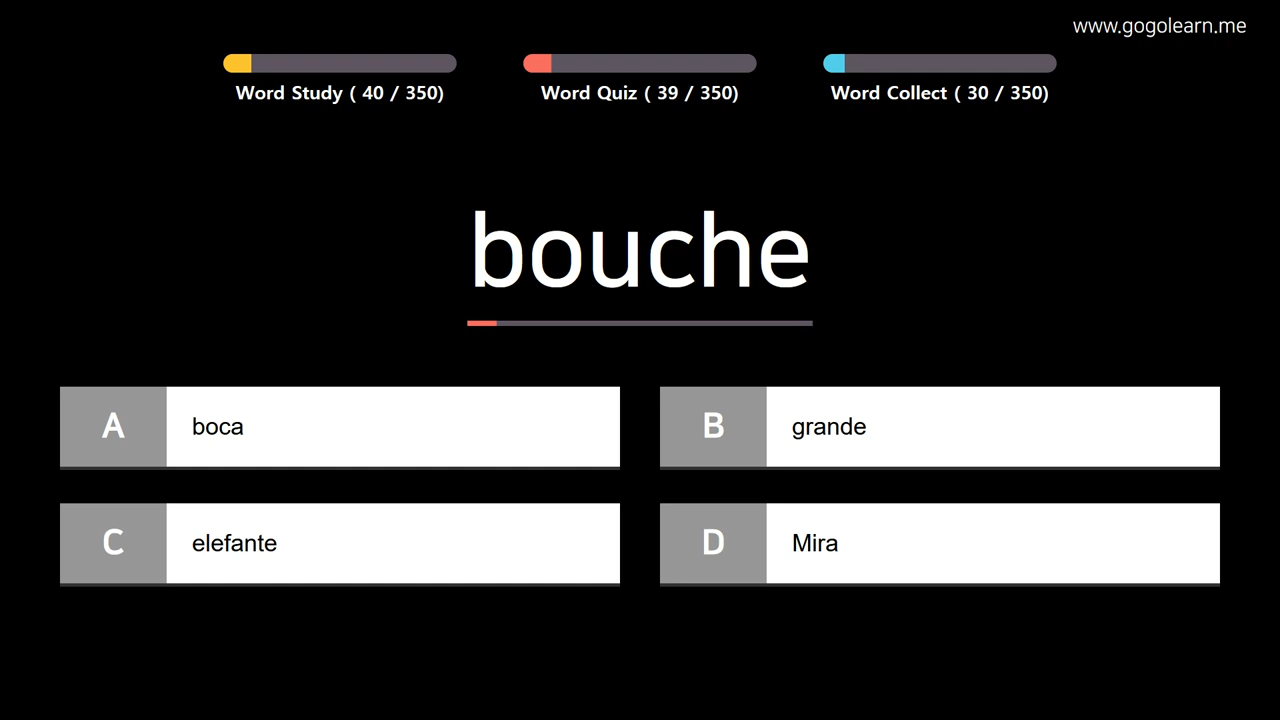 www.gogolearn.me
Word Study ( 40 / 350)
Word Quiz ( 39 / 350)
Word Collect ( 30 / 350)
bouche
A boca
B grande
C elefante
D Mira